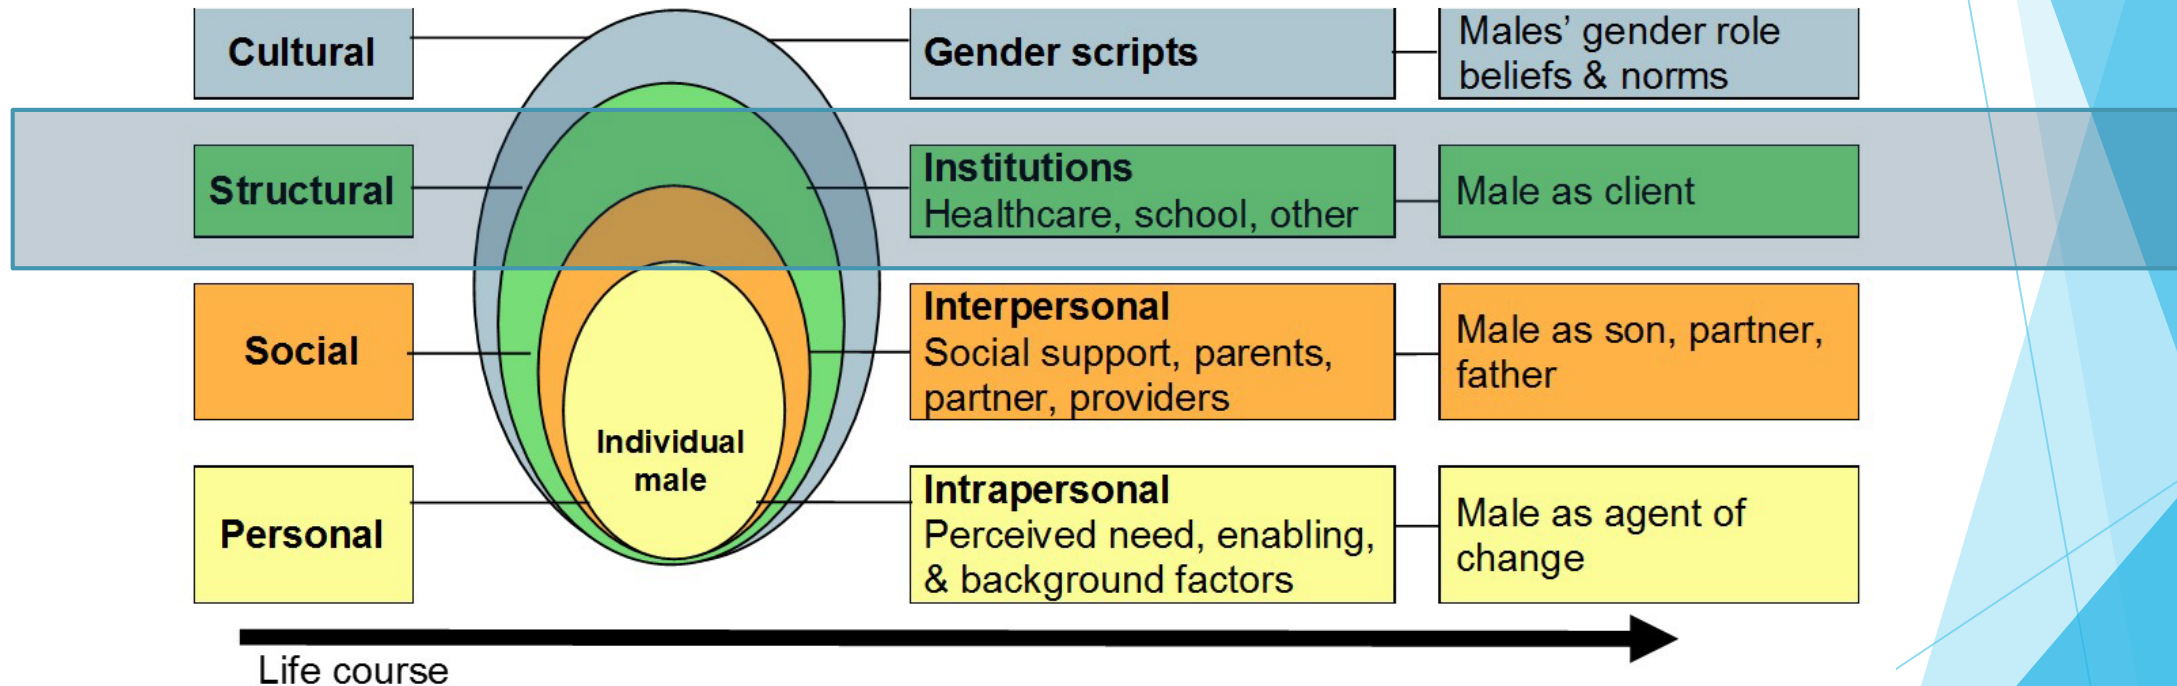 Cultural
Gender scripts
Males’ gender role
beliefs & norms
Structural
Institutions
Healthcare, school, other
Male as client
Social
Interpersonal
Social support, parents,
partner, providers
Male as son, partner,
father
Individual
male
Personal
Intrapersonal
Perceived need, enabling,
& background factors
Male as agent of
change
Life course